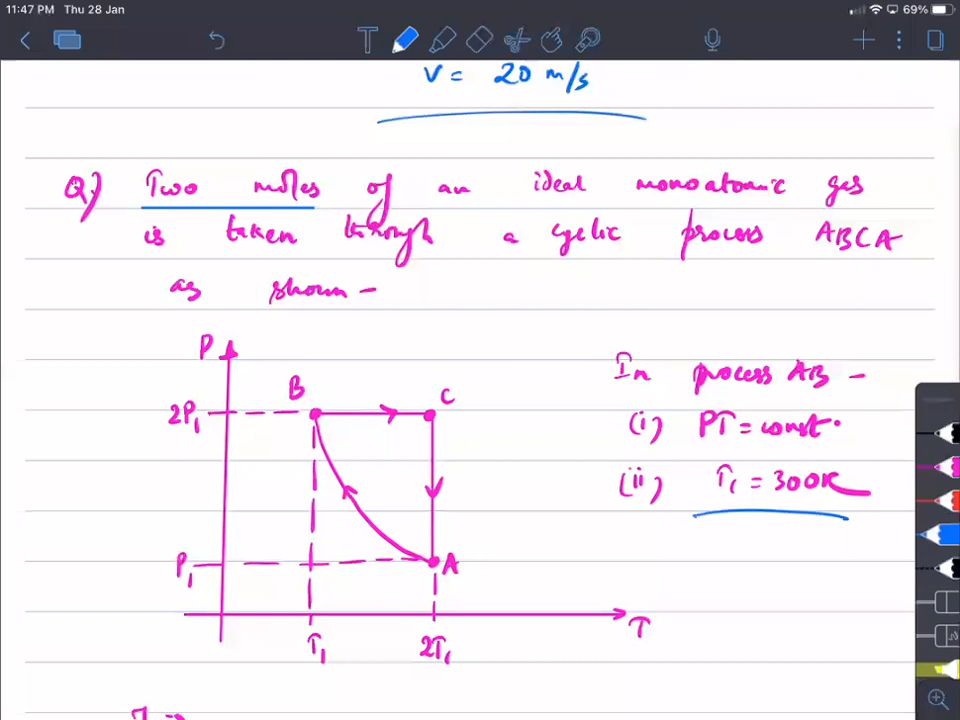 11:47 PM Thu 28 Jan 69%
T
V = 20 m/s
Q) Two moles of an ideal monoatomic gas
is taken through a cyclic process ABCA
as shown -
P
B
C
2P₁
P₁
A
T₁
2T₁
T
In process AB -
(i) PT = const.
(ii) T₁ = 300K